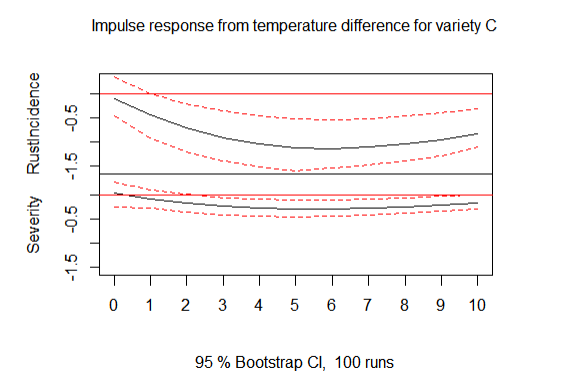 Impulse response from temperature difference for variety C
RustIncidence
-0.5
-1.5
Severity
-0.5
-1.5
0 1 2 3 4 5 6 7 8 9 10
95 % Bootstrap CI, 100 runs